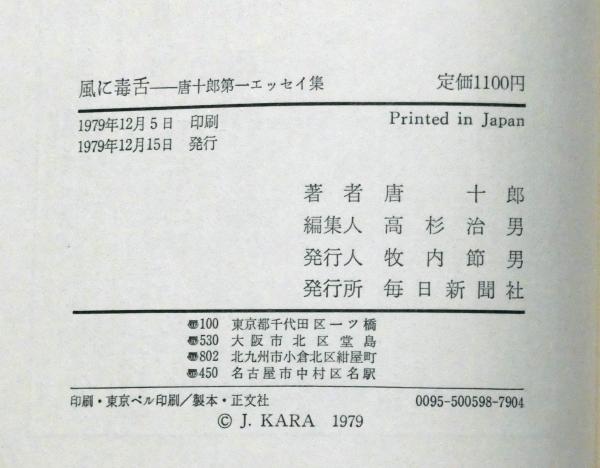 風に毒舌――唐十郎第一エッセイ集　定価1100円
1979年12月5日　印刷　Printed in Japan
1979年12月15日　発行
著者　唐十郎
編集人　高杉治男
発行人　牧内節男
発行所　毎日新聞社
〠100　東京都千代田区一ツ橋
〠530　大阪市北区堂島
〠802　北九州市小倉北区紺屋町
〠450　名古屋市中村区名駅
印刷・東京ベル印刷／製本・正文社　0095-500598-7904
© J. KARA 1979